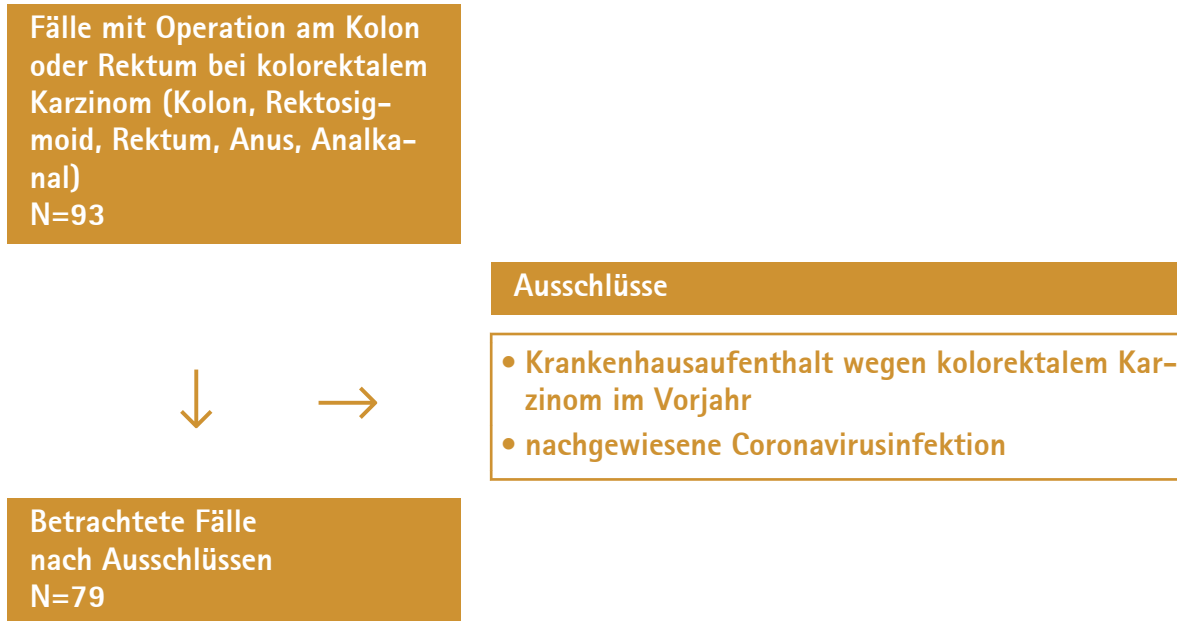 Fälle mit Operation am Kolon
oder Rektum bei kolorektalem
Karzinom (Kolon, Rektosig-
moid, Rektum, Anus, Analka-
nal)
N=93
Ausschlüsse
• Krankenhausaufenthalt wegen kolorektalem Kar-
zinom im Vorjahr
• nachgewiesene Coronavirusinfektion
Betrachtete Fälle
nach Ausschlüssen
N=79